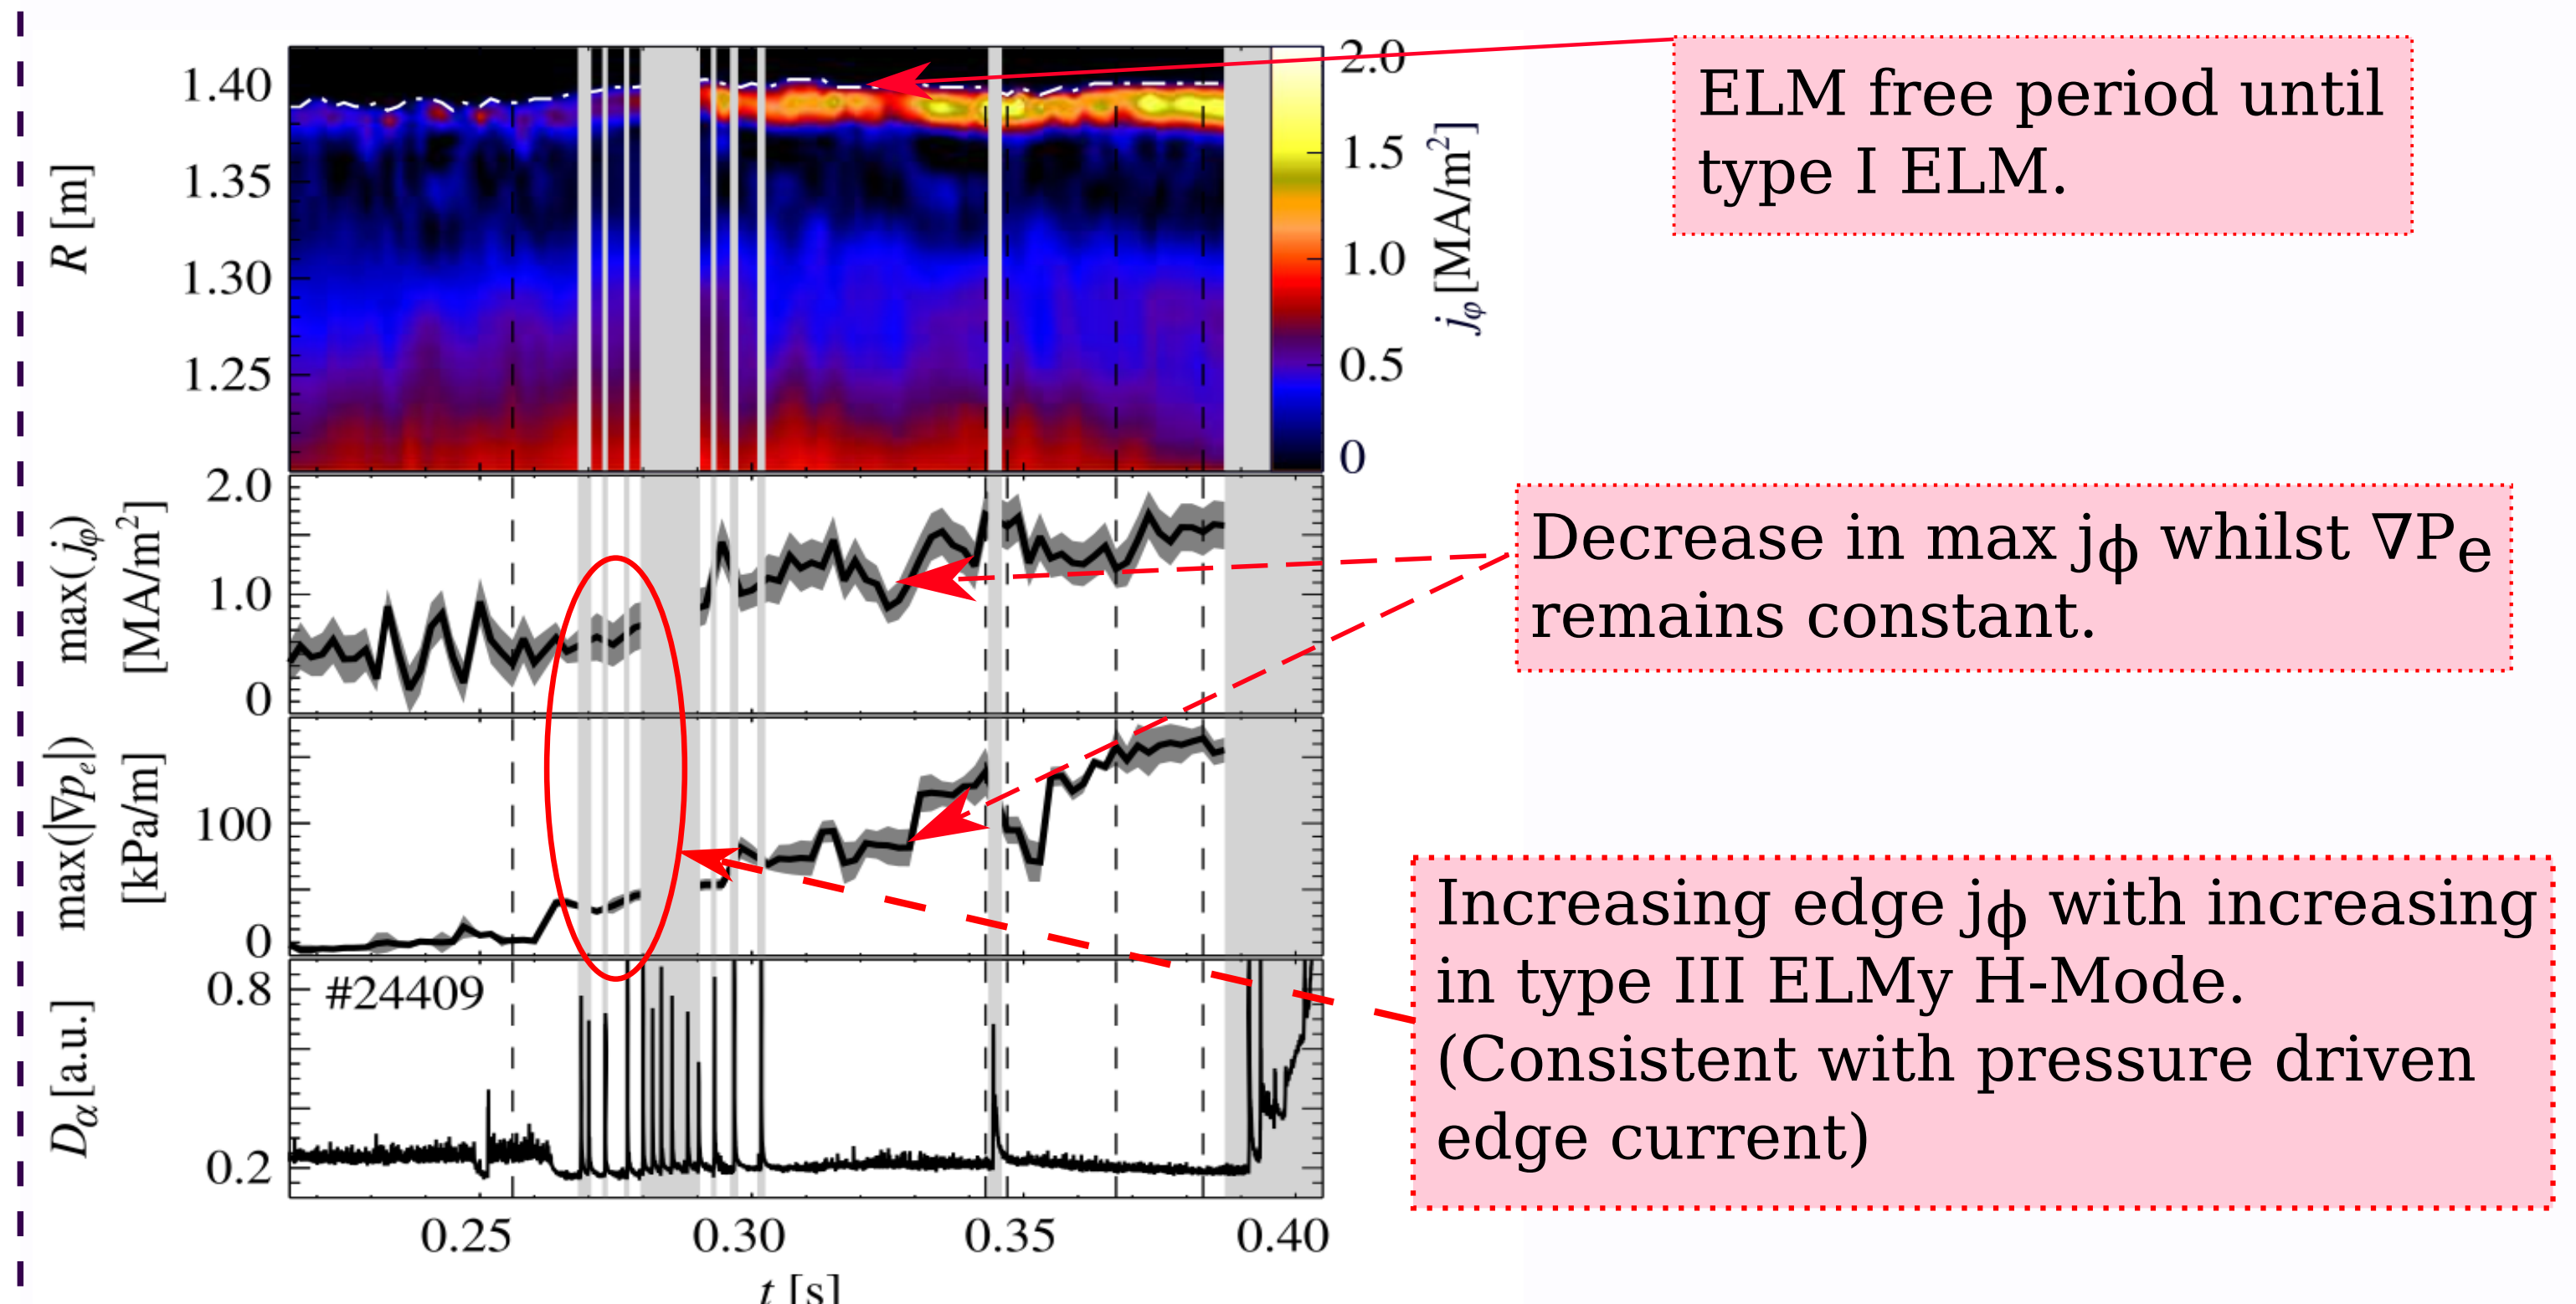 1.40
1.35
1.30
1.25
R [m]
2.0
1.5
1.0
0.5
0
jφ [MA/m²]
2.0
1.0
0
max(jφ)
[MA/m²]
100
0
max(|∇pe|)
[kPa/m]
#24409
0.8
0.2
Dα [a.u.]
0.25 0.30 0.35 0.40
t [s]
ELM free period until
type I ELM.
Decrease in max jϕ whilst ∇Pe
remains constant.
Increasing edge jϕ with increasing
in type III ELMy H-Mode.
(Consistent with pressure driven
edge current)